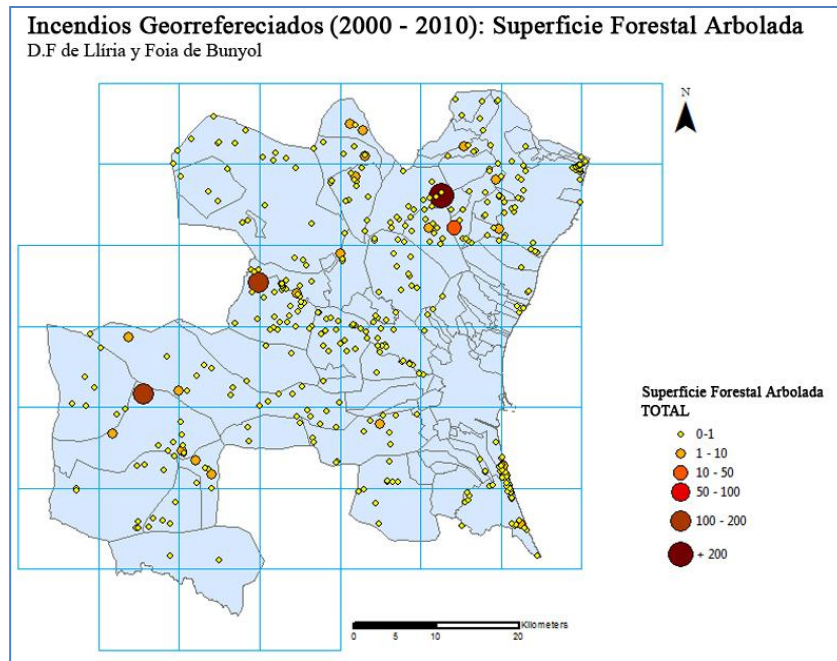 Incendios Georrefereciados (2000 - 2010): Superficie Forestal Arbolada
D.F de Llíria y Foia de Bunyol
N
Superficie Forestal Arbolada
TOTAL
0-1
1 - 10
10 - 50
50 - 100
100 - 200
+ 200
Kilometers
0 5 10 20